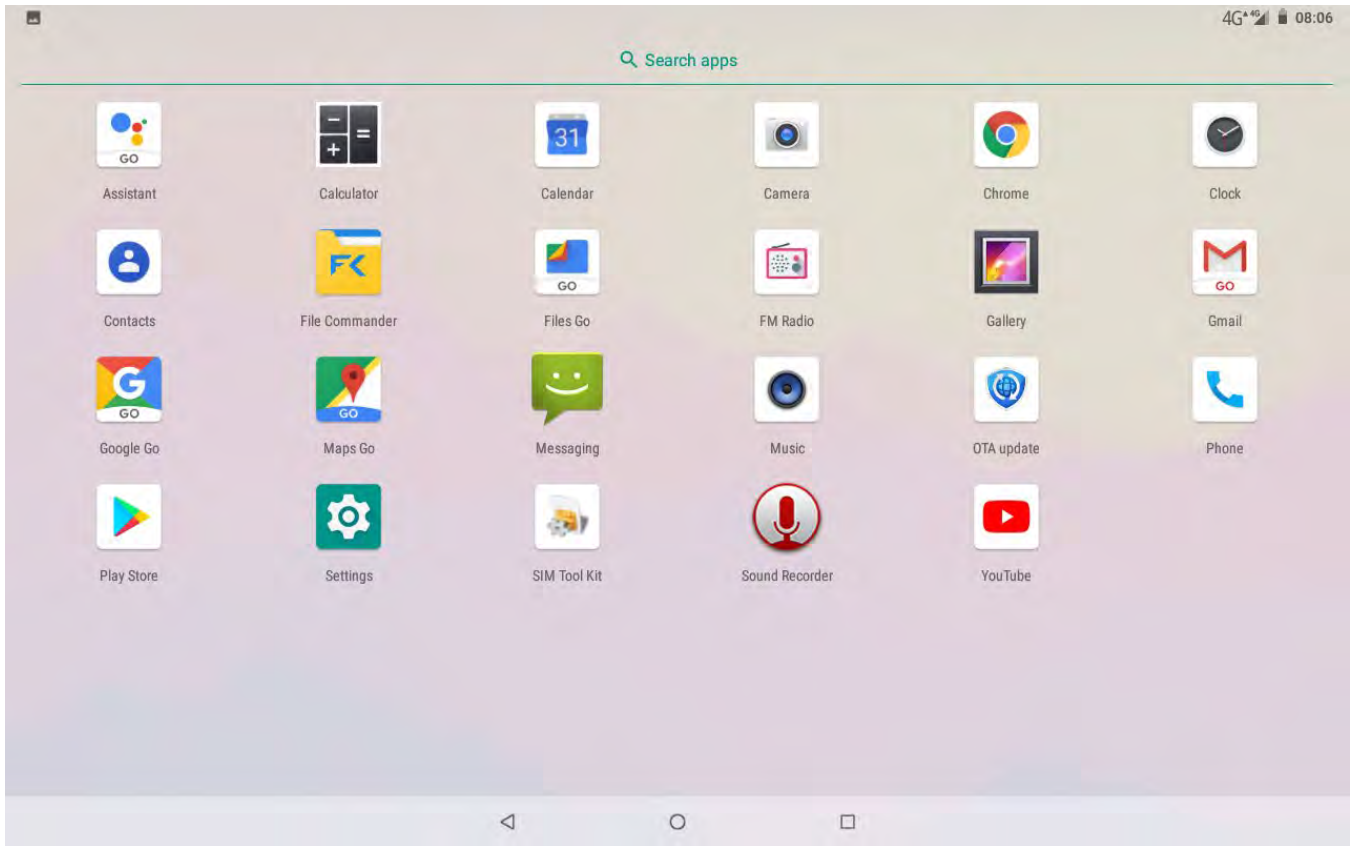 4G 4G 08:06
Search apps
GO
31
Assistant Calculator Calendar Camera Chrome Clock
FK GO GO
Contacts File Commander Files Go FM Radio Gallery Gmail
G GO GO
Google Go Maps Go Messaging Music OTA update Phone
Play Store Settings SIM Tool Kit Sound Recorder YouTube